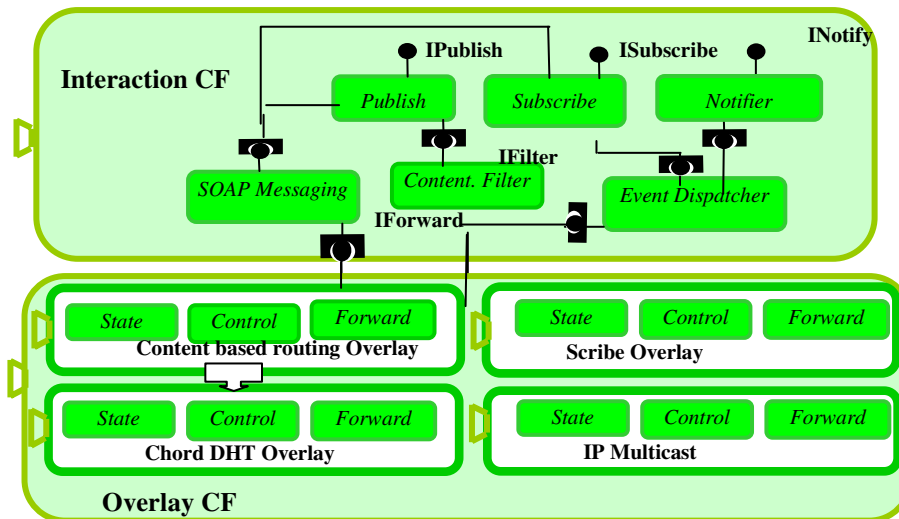 INotify
IPublish
ISubscribe
Interaction CF
Publish
Subscribe
Notifier
IFilter
SOAP Messaging
Content. Filter
Event Dispatcher
IForward
State
Control
Forward
Content based routing Overlay
State
Control
Forward
Scribe Overlay
State
Control
Forward
Chord DHT Overlay
State
Control
Forward
IP Multicast
Overlay CF